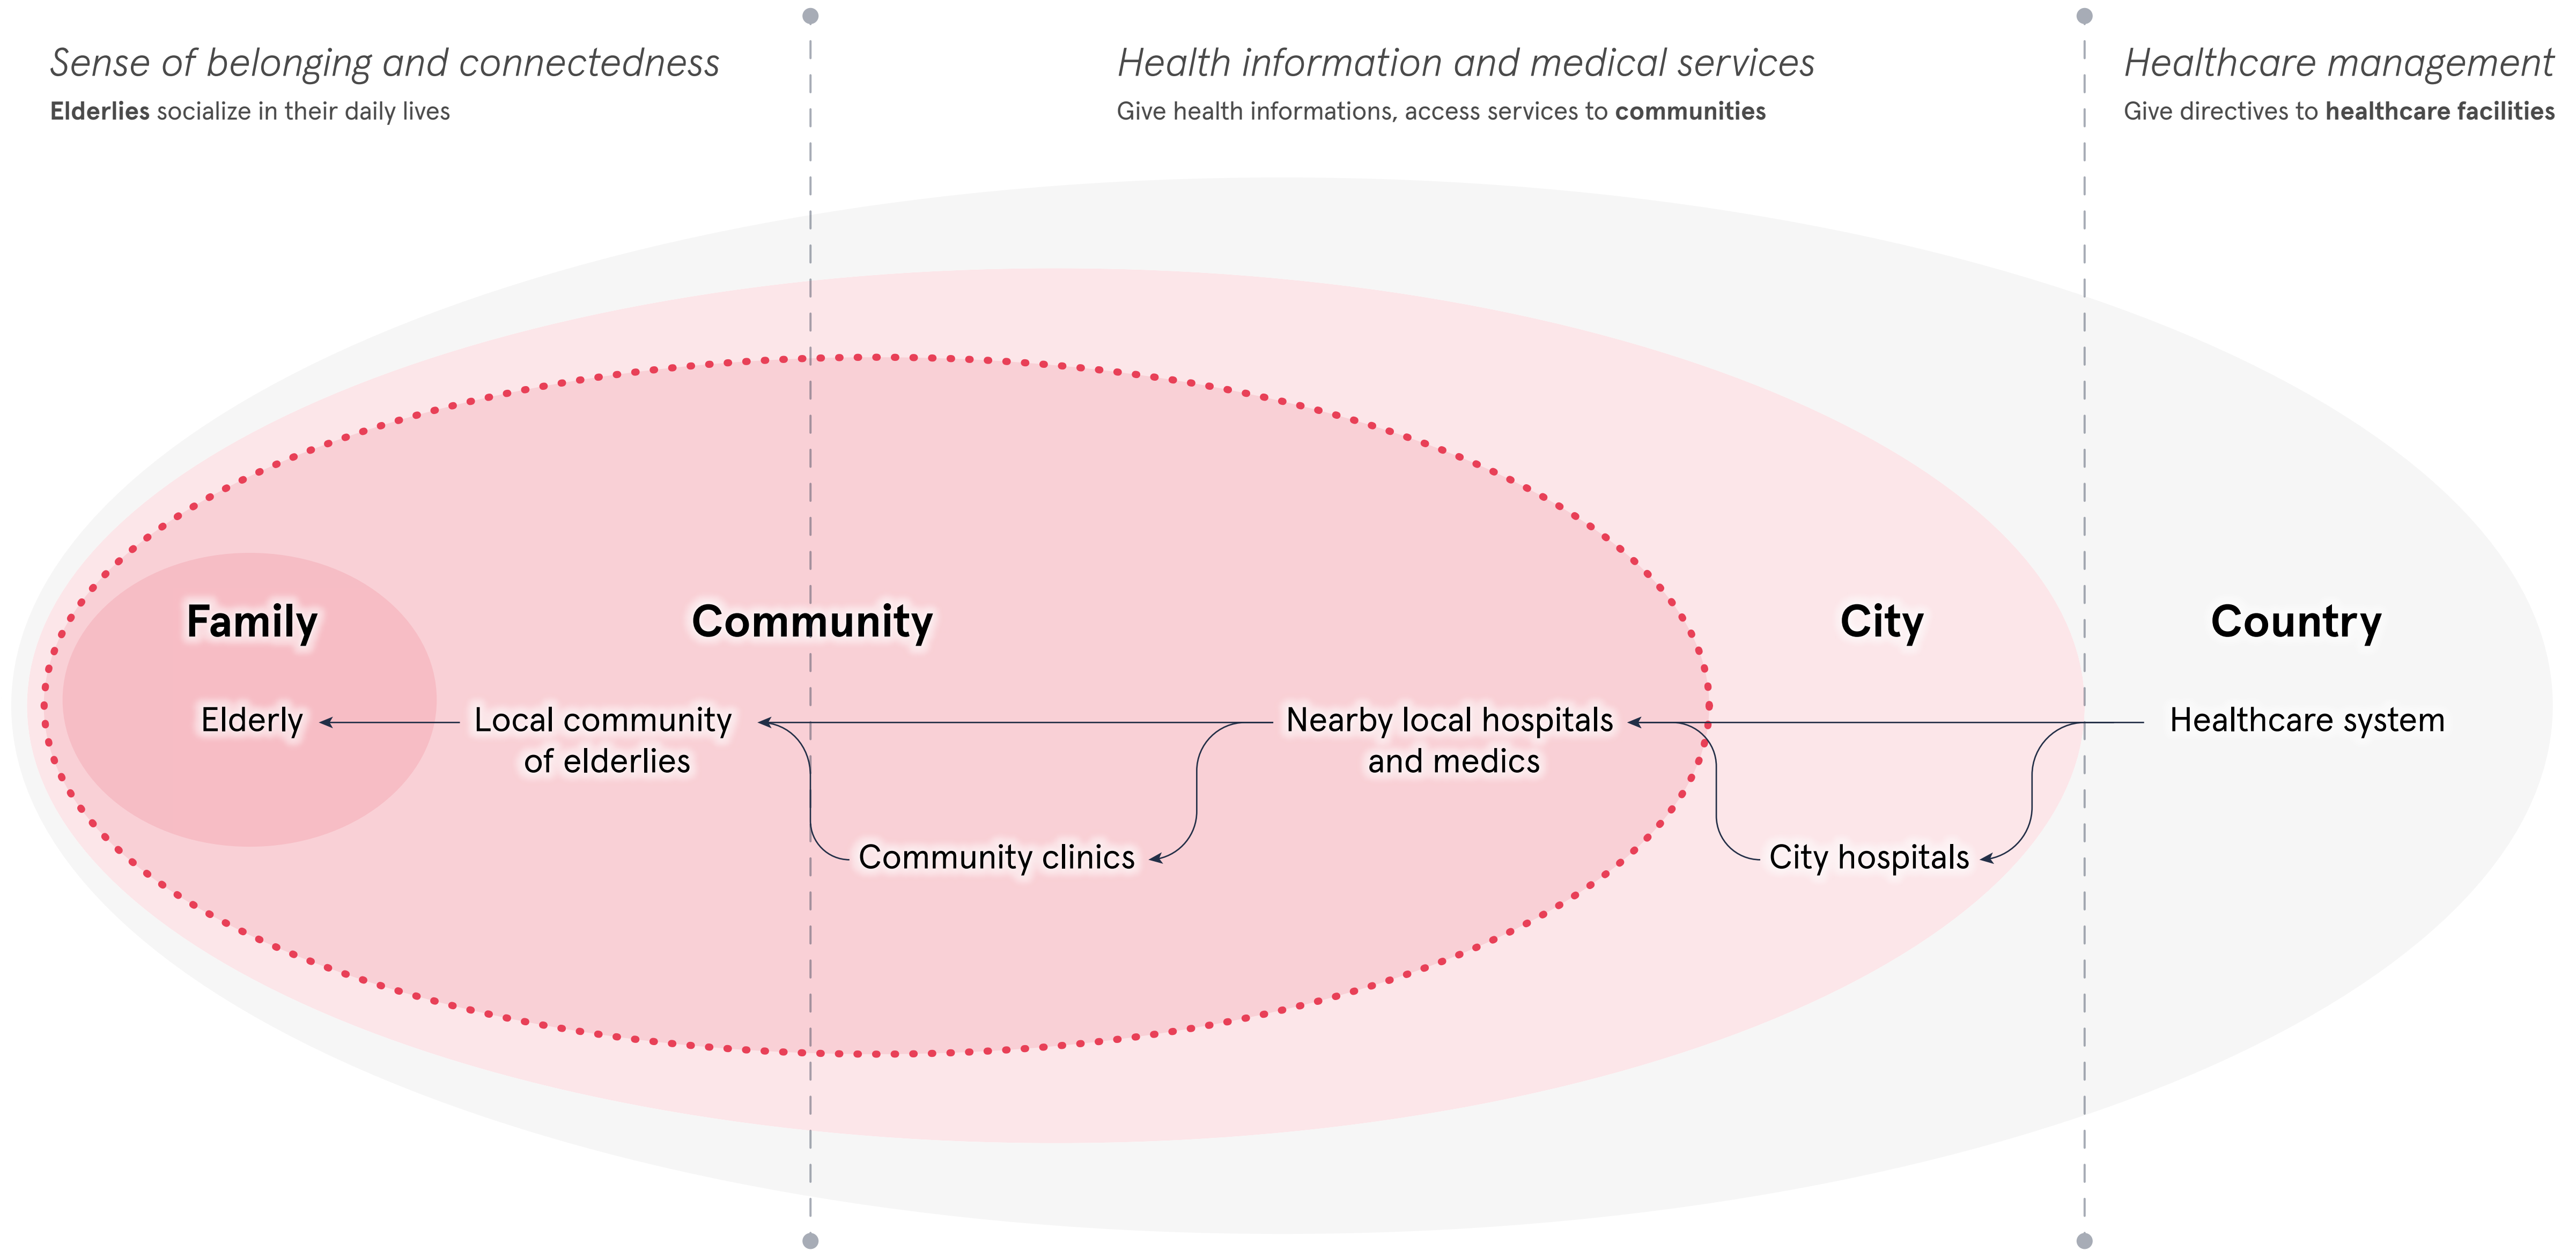 Sense of belonging and connectedness
Elderlies socialize in their daily lives
Health information and medical services
Give health informations, access services to communities
Healthcare management
Give directives to healthcare facilities
Family
Community
City
Country
Elderly
Local community
of elderlies
Nearby local hospitals
and medics
Healthcare system
Community clinics
City hospitals